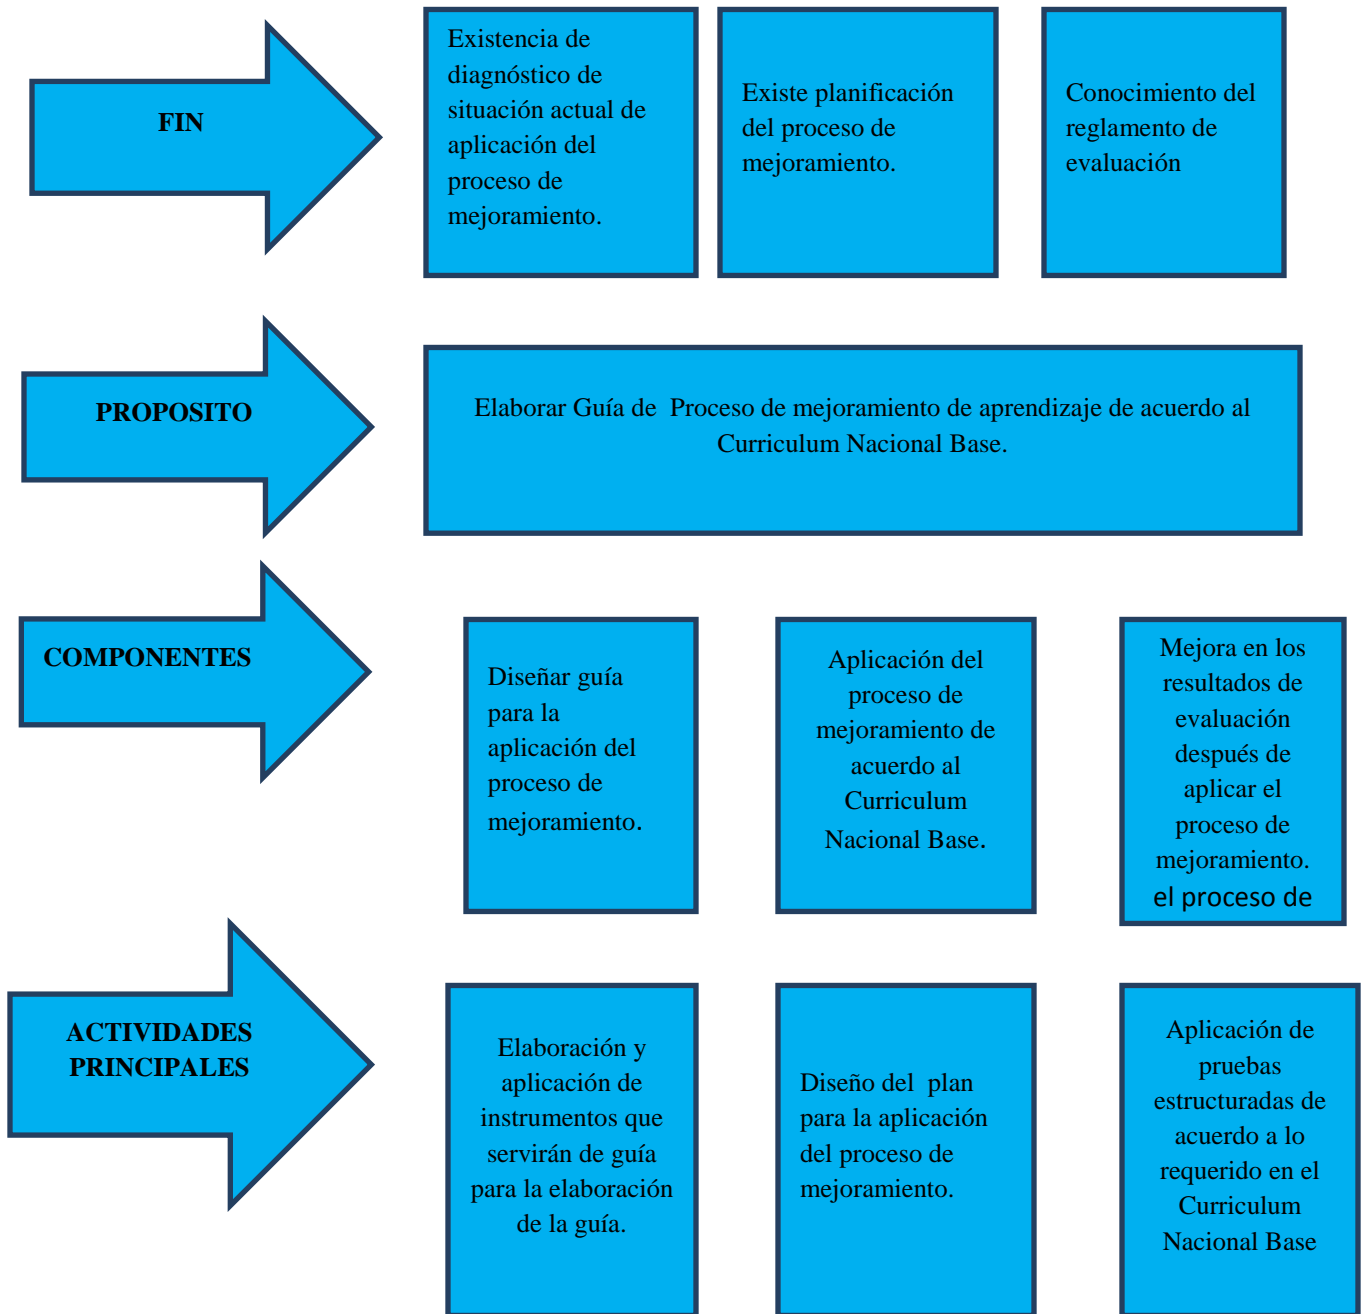 FIN
Existencia de
diagnóstico de
situación actual de
aplicación del
proceso de
mejoramiento.
Existe planificación
del proceso de
mejoramiento.
Conocimiento del
reglamento de
evaluación
PROPOSITO
Elaborar Guía de  Proceso de mejoramiento de aprendizaje de acuerdo al
Curriculum Nacional Base.
COMPONENTES
Diseñar guía
para la
aplicación del
proceso de
mejoramiento.
Aplicación del
proceso de
mejoramiento de
acuerdo al
Curriculum
Nacional Base.
Mejora en los
resultados de
evaluación
después de
aplicar el
proceso de
mejoramiento.
el proceso de
ACTIVIDADES
PRINCIPALES
Elaboración y
aplicación de
instrumentos que
servirán de guía
para la elaboración
de la guía.
Diseño del  plan
para la aplicación
del proceso de
mejoramiento.
Aplicación de
pruebas
estructuradas de
acuerdo a lo
requerido en el
Curriculum
Nacional Base